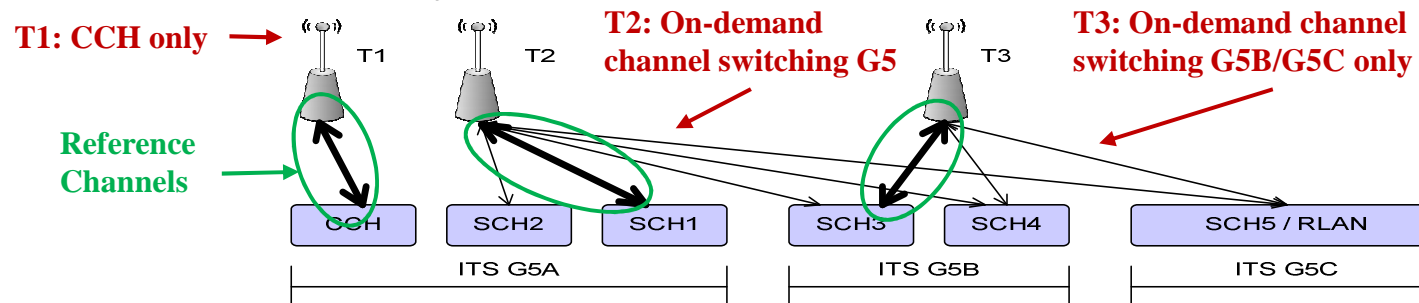 T1: CCH only
T1
T2
T2: On-demand
channel switching G5
T3
T3: On-demand channel
switching G5B/G5C only
Reference
Channels
CCH
SCH2
SCH1
SCH3
SCH4
SCH5 / RLAN
ITS G5A
ITS G5B
ITS G5C